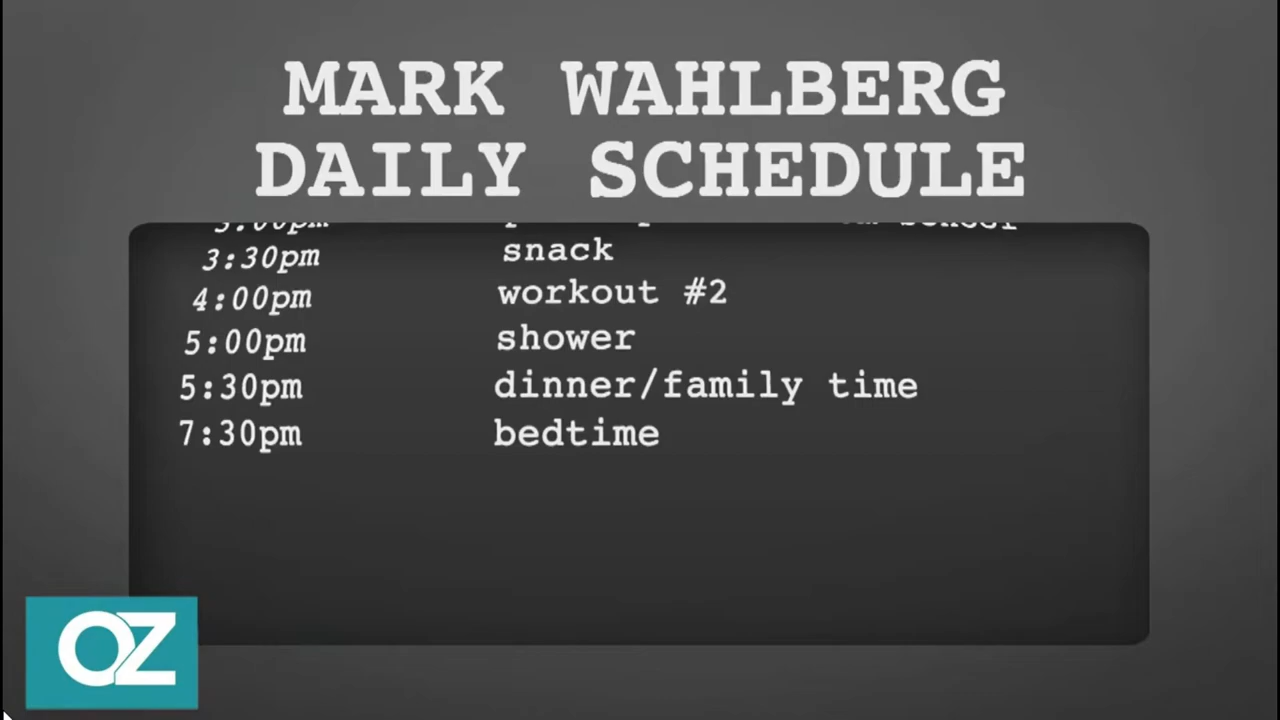 MARK WAHLBERG
DAILY SCHEDULE
3:30pm snack
4:00pm workout #2
5:00pm shower
5:30pm dinner/family time
7:30pm bedtime
OZ